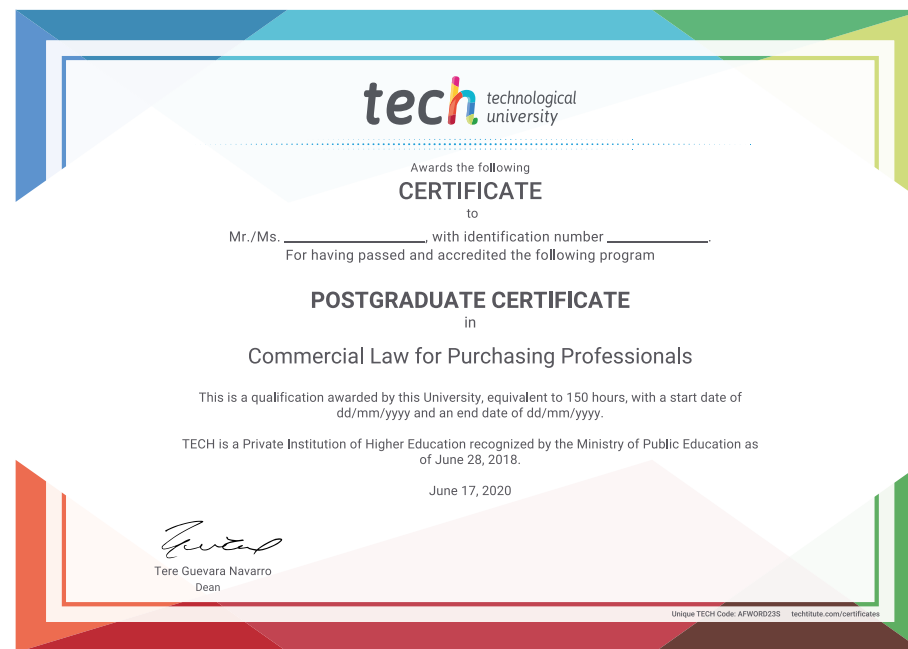 tech technological
university
Awards the following
CERTIFICATE
to
Mr./Ms. ____________________, with identification number ______________.
For having passed and accredited the following program
POSTGRADUATE CERTIFICATE
in
Commercial Law for Purchasing Professionals
This is a qualification awarded by this University, equivalent to 150 hours, with a start date of
dd/mm/yyyy and an end date of dd/mm/yyyy.
TECH is a Private Institution of Higher Education recognized by the Ministry of Public Education as
of June 28, 2018.
June 17, 2020
Tere Guevara Navarro
Dean
Unique TECH Code: AFWORD23S techtitute.com/certificates